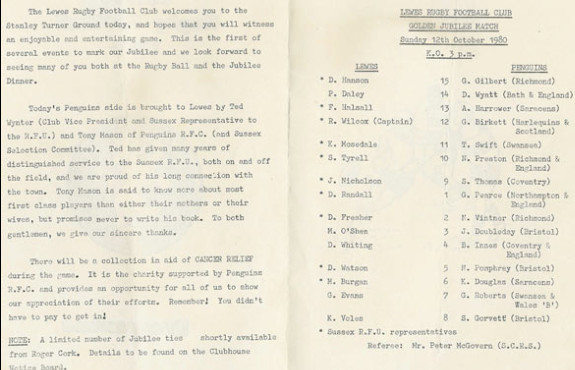 The Lewes Rugby Football Club welcomes you to the
Stanley Turner Ground today, and hopes that you will witness
an enjoyable and entertaining game. This is the first of
several events to mark our Jubilee and we look forward to
seeing many of you both at the Rugby Ball and the Jubilee
Dinner.
Today's Penguins side is brought to Lewes by Ted
Wynter (Club Vice President and Sussex Representative to
the R.F.U.) and Tony Mason of Penguins R.F.C. (and Sussex
Selection Committee). Ted has given many years of
distinguished service to the Sussex R.F.U., both on and off
the field, and we are proud of his long connection with
the town. Tony Mason is said to know more about most
first class players than either their mothers or their
wives, but promises never to write his book. To both
gentlemen, we give our sincere thanks.
There will be a collection in aid of CANCER RELIEF
during the game. It is the charity supported by Penguins
R.F.C. and provides an opportunity for all of us to show
our appreciation of their efforts. Remember! You didn't
have to pay to get in!
NOTE: A limited number of Jubilee ties shortly available
from Roger Cork. Details to be found on the Clubhouse
Notice Board.
LEWES RUGBY FOOTBALL CLUB
GOLDEN JUBILEE MATCH
Sunday 12th October 1980
K.O. 3 p.m.
LEWES PENGUINS
* D. Hanson 15 G. Gilbert (Richmond)
P. Daley 14 D. Wyatt (Bath & England)
* F. Halsall 13 A. Harrower (Saracens)
* R. Wilcox (Captain) 12 G. Birkett (Harlequins &
Scotland)
* K. Mosedale 11 T. Swift (Swansea)
* S. Tyrell 10 N. Preston (Richmond &
England)
* J. Nicholson 9 S. Thomas (Coventry)
* D. Randall 1 G. Pearce (Northampton &
England)
* D. Preaber 2 K. Vintner (Richmond)
M. O'Shea 3 J. Doubleday (Bristol)
D. Whiting 4 B. Innes (Coventry &
England)
* D. Watson 5 N. Pomphrey (Bristol)
* M. Burgan 6 K. Douglas (Saracens)
G. Evans 7 G. Roberts (Swansea &
Wales 'B')
K. Voles 8 S. Gorvett (Bristol)
* Sussex R.F.U. representatives
Referee: Mr. Peter McGovern (S.C.R.S.)